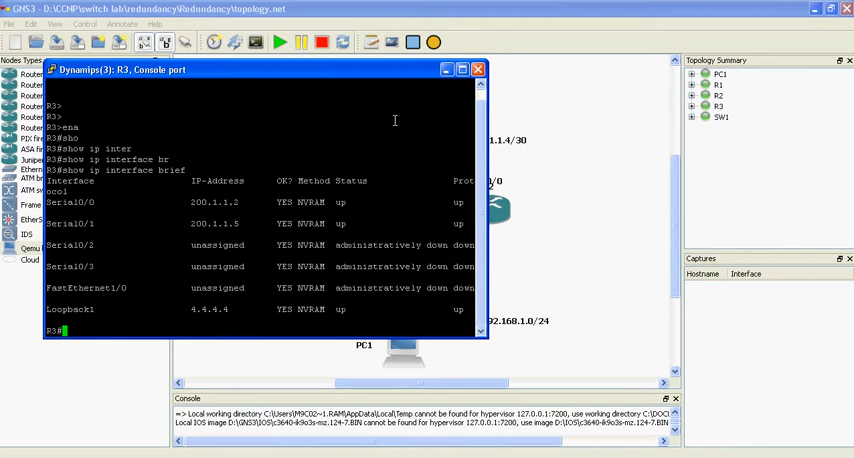 GNS3 - D:\CCNP\switch lab\redundancy\Redundancy\topology.net
File Edit View Control Annotate Help
Nodes Types
Router
Router
Router
Router
Router
PIX fire
ASA fir
Juniper
Ethern
ATM br
ATM sw
Frame
EtherS
IDS
Qemu
Cloud
Dynamips(3): R3, Console port
R3>
R3>
R3>ena
R3#sho
R3#show ip inter
R3#show ip interface br
R3#show ip interface brief
Interface IP-Address OK? Method Status Prot
ocol
Serial0/0 200.1.1.2 YES NVRAM up up
Serial0/1 200.1.1.5 YES NVRAM up up
Serial0/2 unassigned YES NVRAM administratively down down
Serial0/3 unassigned YES NVRAM administratively down down
FastEthernet1/0 unassigned YES NVRAM administratively down down
Loopback1 4.4.4.4 YES NVRAM up up
R3#
.1.1.4/30
0/0
2
92.168.1.0/24
PC1
Topology Summary
PC1
R1
R2
R3
SW1
Captures
Hostname Interface
Console
=> Local working directory C:\Users\M9C02~1.RAM\AppData\Local\Temp cannot be found for hypervisor 127.0.0.1:7200, use working directory C:\DOC
Local IOS image D:\GNS3\IOS\c3640-ik9o3s-mz.124-7.BIN cannot be found for hypervisor 127.0.0.1:7200, use image D:\IOS\c3640-ik9o3s-mz.124-7.BIN